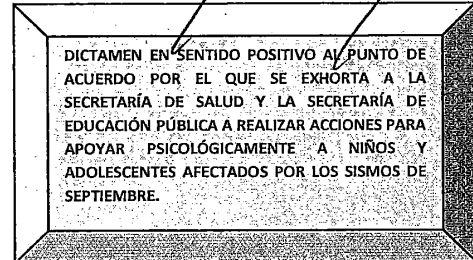 DICTAMEN EN SENTIDO POSITIVO AL PUNTO DE
ACUERDO POR EL QUE SE EXHORTA A LA
SECRETARÍA DE SALUD Y LA SECRETARÍA DE
EDUCACIÓN PÚBLICA A REALIZAR ACCIONES PARA
APOYAR PSICOLÓGICAMENTE A NIÑOS Y
ADOLESCENTES AFECTADOS POR LOS SISMOS DE
SEPTIEMBRE.